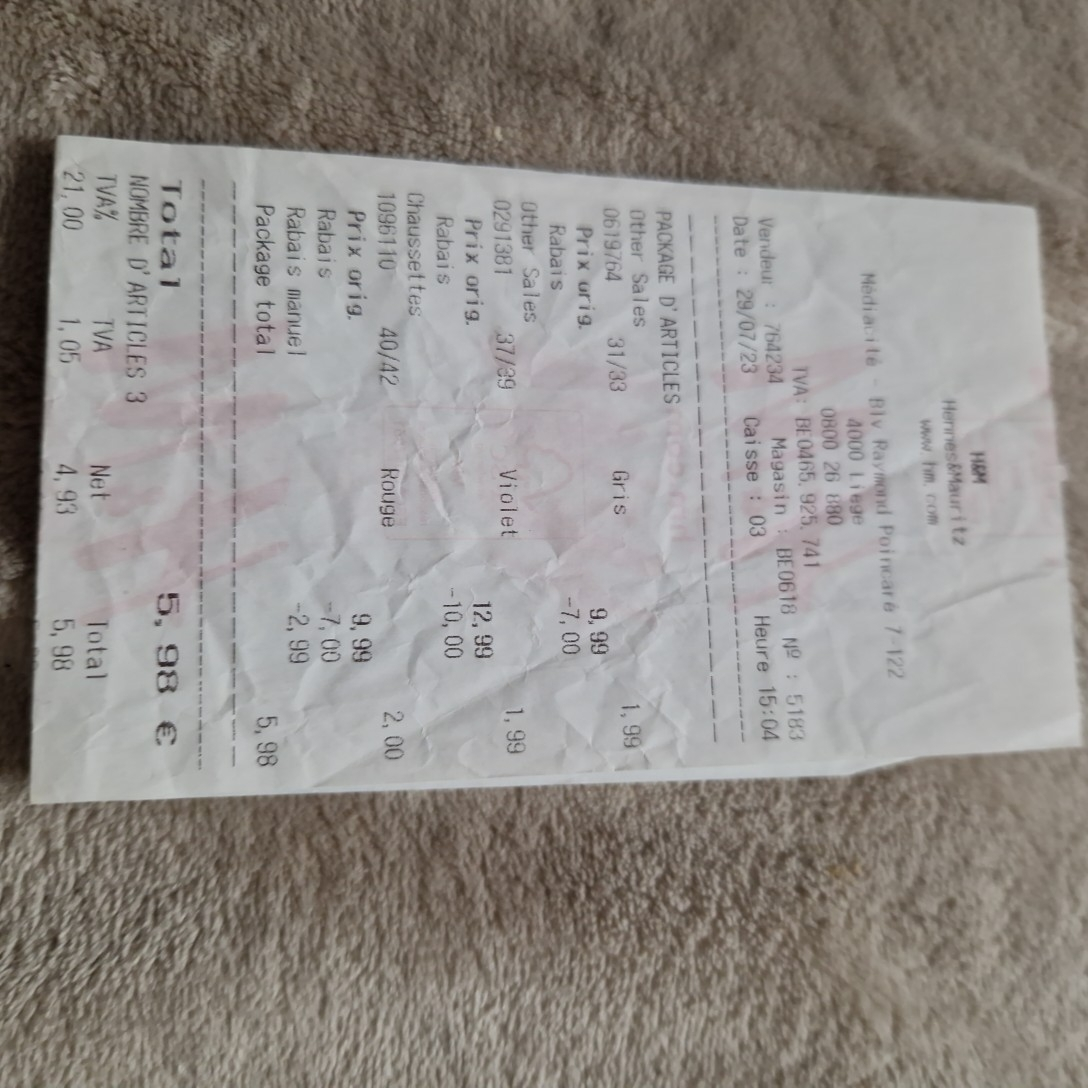 H&M
Hennes&Mauritz
www.hm.com
Médiacité - Blv Raymond Poincaré 7-122
4000 Liege
0800 26 880
TVA: BE0465.925.741
Vendeur : 764234 Magasin : BE0618 Nº : 5183
Date : 29/07/23 Caisse : 03 Heure 15:04
PACKAGE D'ARTICLES
Other Sales 1,99
0619764 31/33 Gris
Prix orig. 9,99
Rabais -7,00
Other Sales 1,99
0291381 37/39 Violet
Prix orig. 12,99
Rabais -10,00
Chaussettes 2,00
1096110 40/42 Rouge
Prix orig. 9,99
Rabais -7,00
Rabais manuel -2,99
Package total 5,98
Total 5,98 €
NOMBRE D'ARTICLES 3
TVA% TVA Net Total
21,00 1,05 4,93 5,98